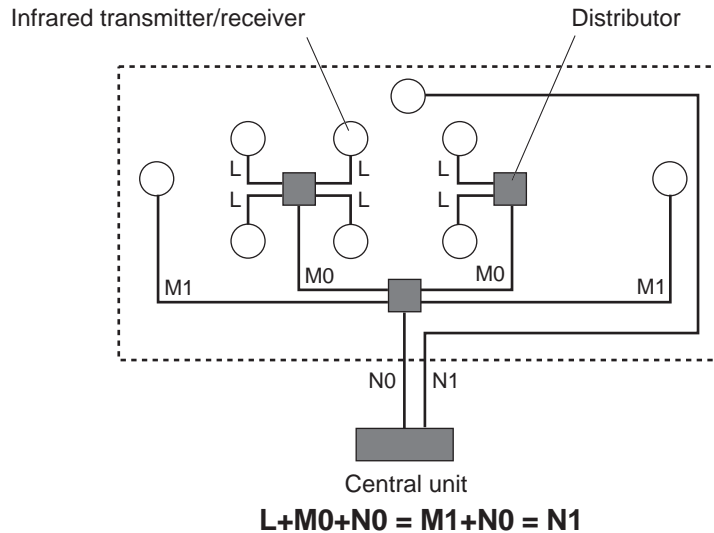 Infrared transmitter/receiver
Distributor
L
L
L
L
L
L
M0
M0
M1
M1
N0
N1
Central unit
L+M0+N0 = M1+N0 = N1